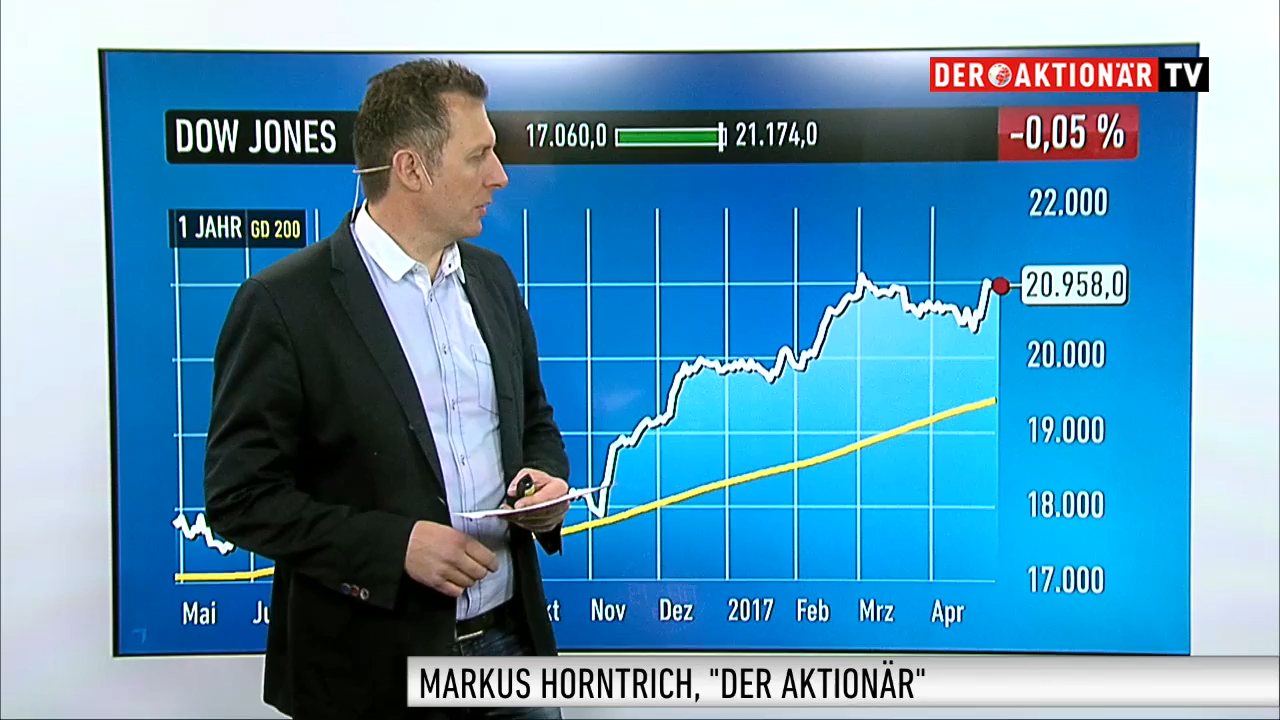 DER AKTIONÄR TV
DOW JONES 17.060,0 21.174,0 -0,05 %
1 JAHR GD 200
22.000
20.958,0
20.000
19.000
18.000
17.000
Mai Ju kt Nov Dez 2017 Feb Mrz Apr
MARKUS HORNTRICH, "DER AKTIONÄR"